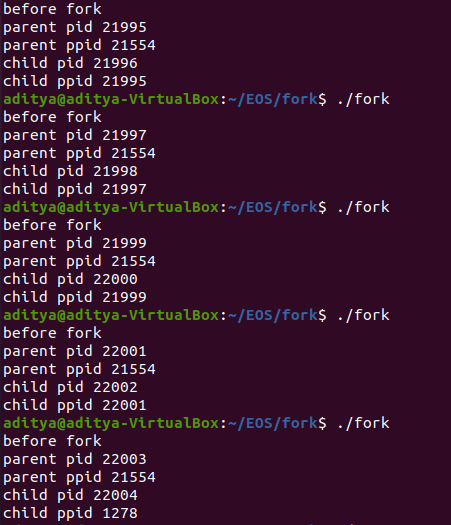 before fork
parent pid 21995
parent ppid 21554
child pid 21996
child ppid 21995
aditya@aditya-VirtualBox:~/EOS/fork$ ./fork
before fork
parent pid 21997
parent ppid 21554
child pid 21998
child ppid 21997
aditya@aditya-VirtualBox:~/EOS/fork$ ./fork
before fork
parent pid 21999
parent ppid 21554
child pid 22000
child ppid 21999
aditya@aditya-VirtualBox:~/EOS/fork$ ./fork
before fork
parent pid 22001
parent ppid 21554
child pid 22002
child ppid 22001
aditya@aditya-VirtualBox:~/EOS/fork$ ./fork
before fork
parent pid 22003
parent ppid 21554
child pid 22004
child ppid 1278